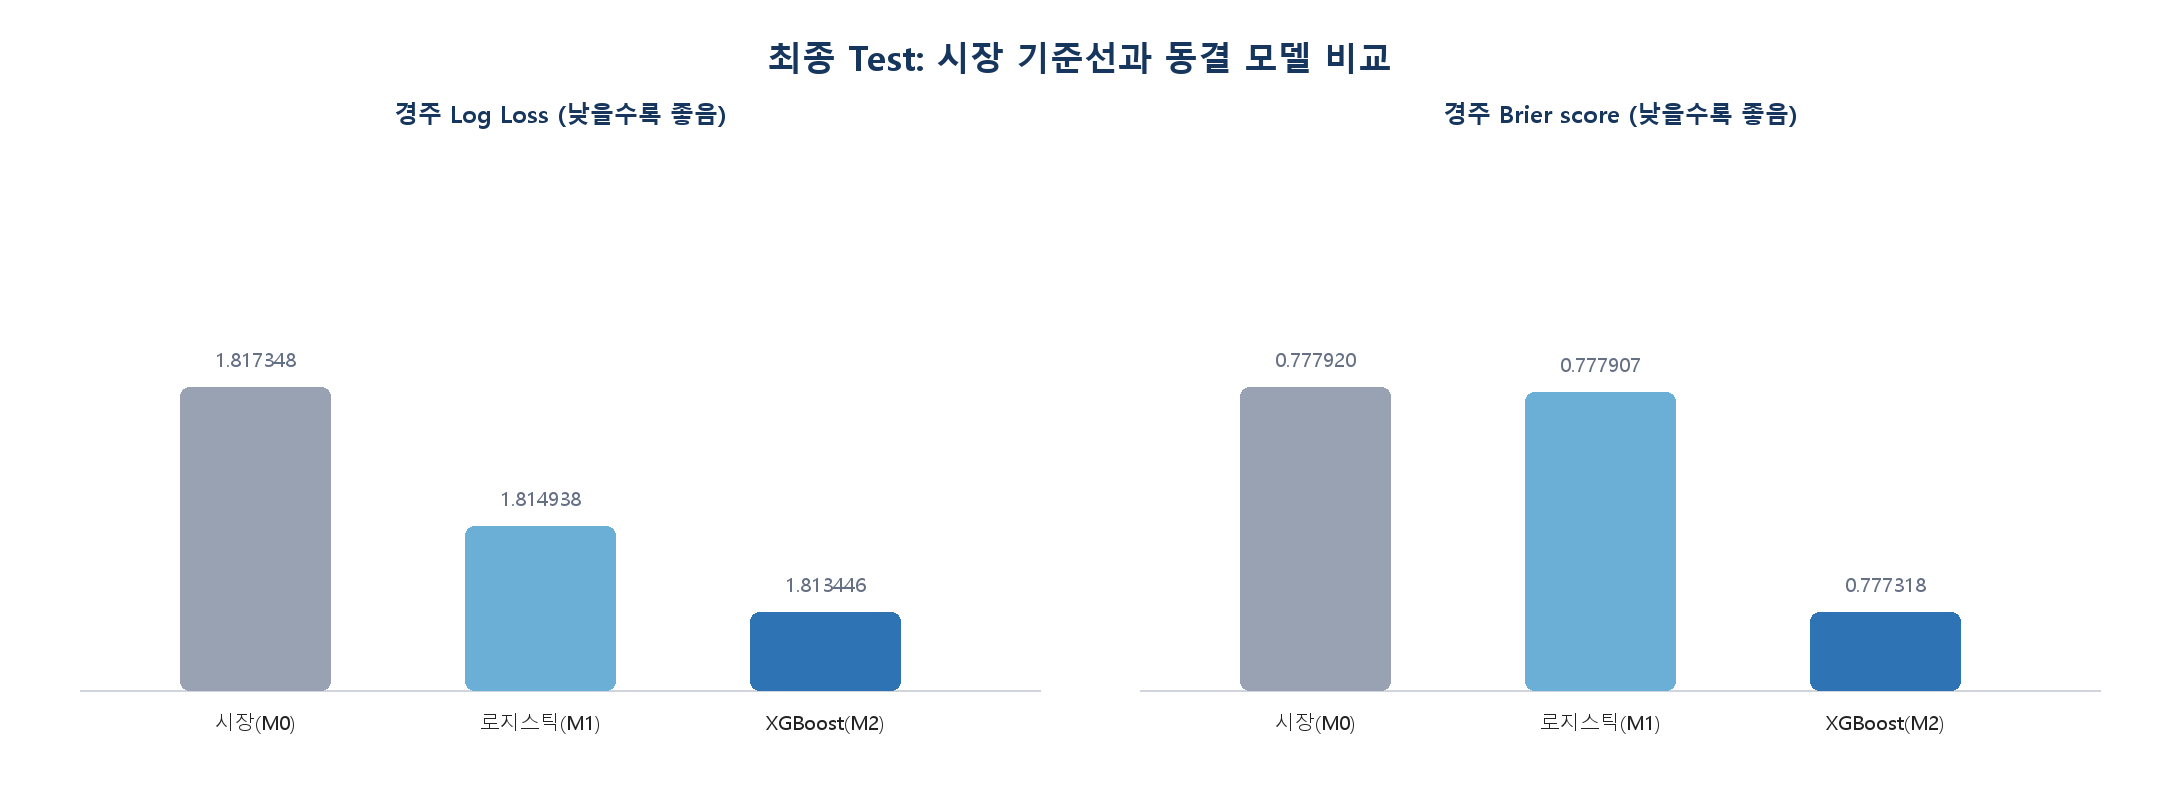 최종 Test: 시장 기준선과 동결 모델 비교
경주 Log Loss (낮을수록 좋음)
1.817348
1.814938
1.813446
시장(M0)
로지스틱(M1)
XGBoost(M2)
경주 Brier score (낮을수록 좋음)
0.777920
0.777907
0.777318
시장(M0)
로지스틱(M1)
XGBoost(M2)